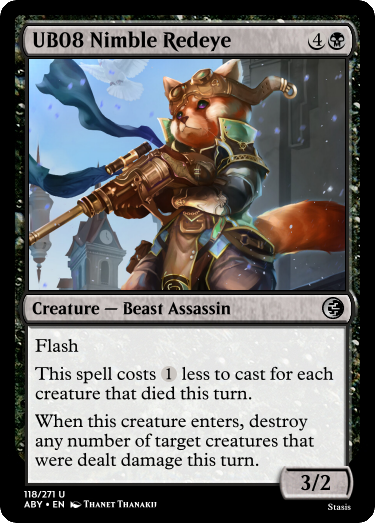 UB08 Nimble Redeye 4
Creature — Beast Assassin
Flash
This spell costs 1 less to cast for each
creature that died this turn.
When this creature enters, destroy
any number of target creatures that
were dealt damage this turn.
3/2
118/271 U
ABY • EN Thanet Thanakij
Stasis